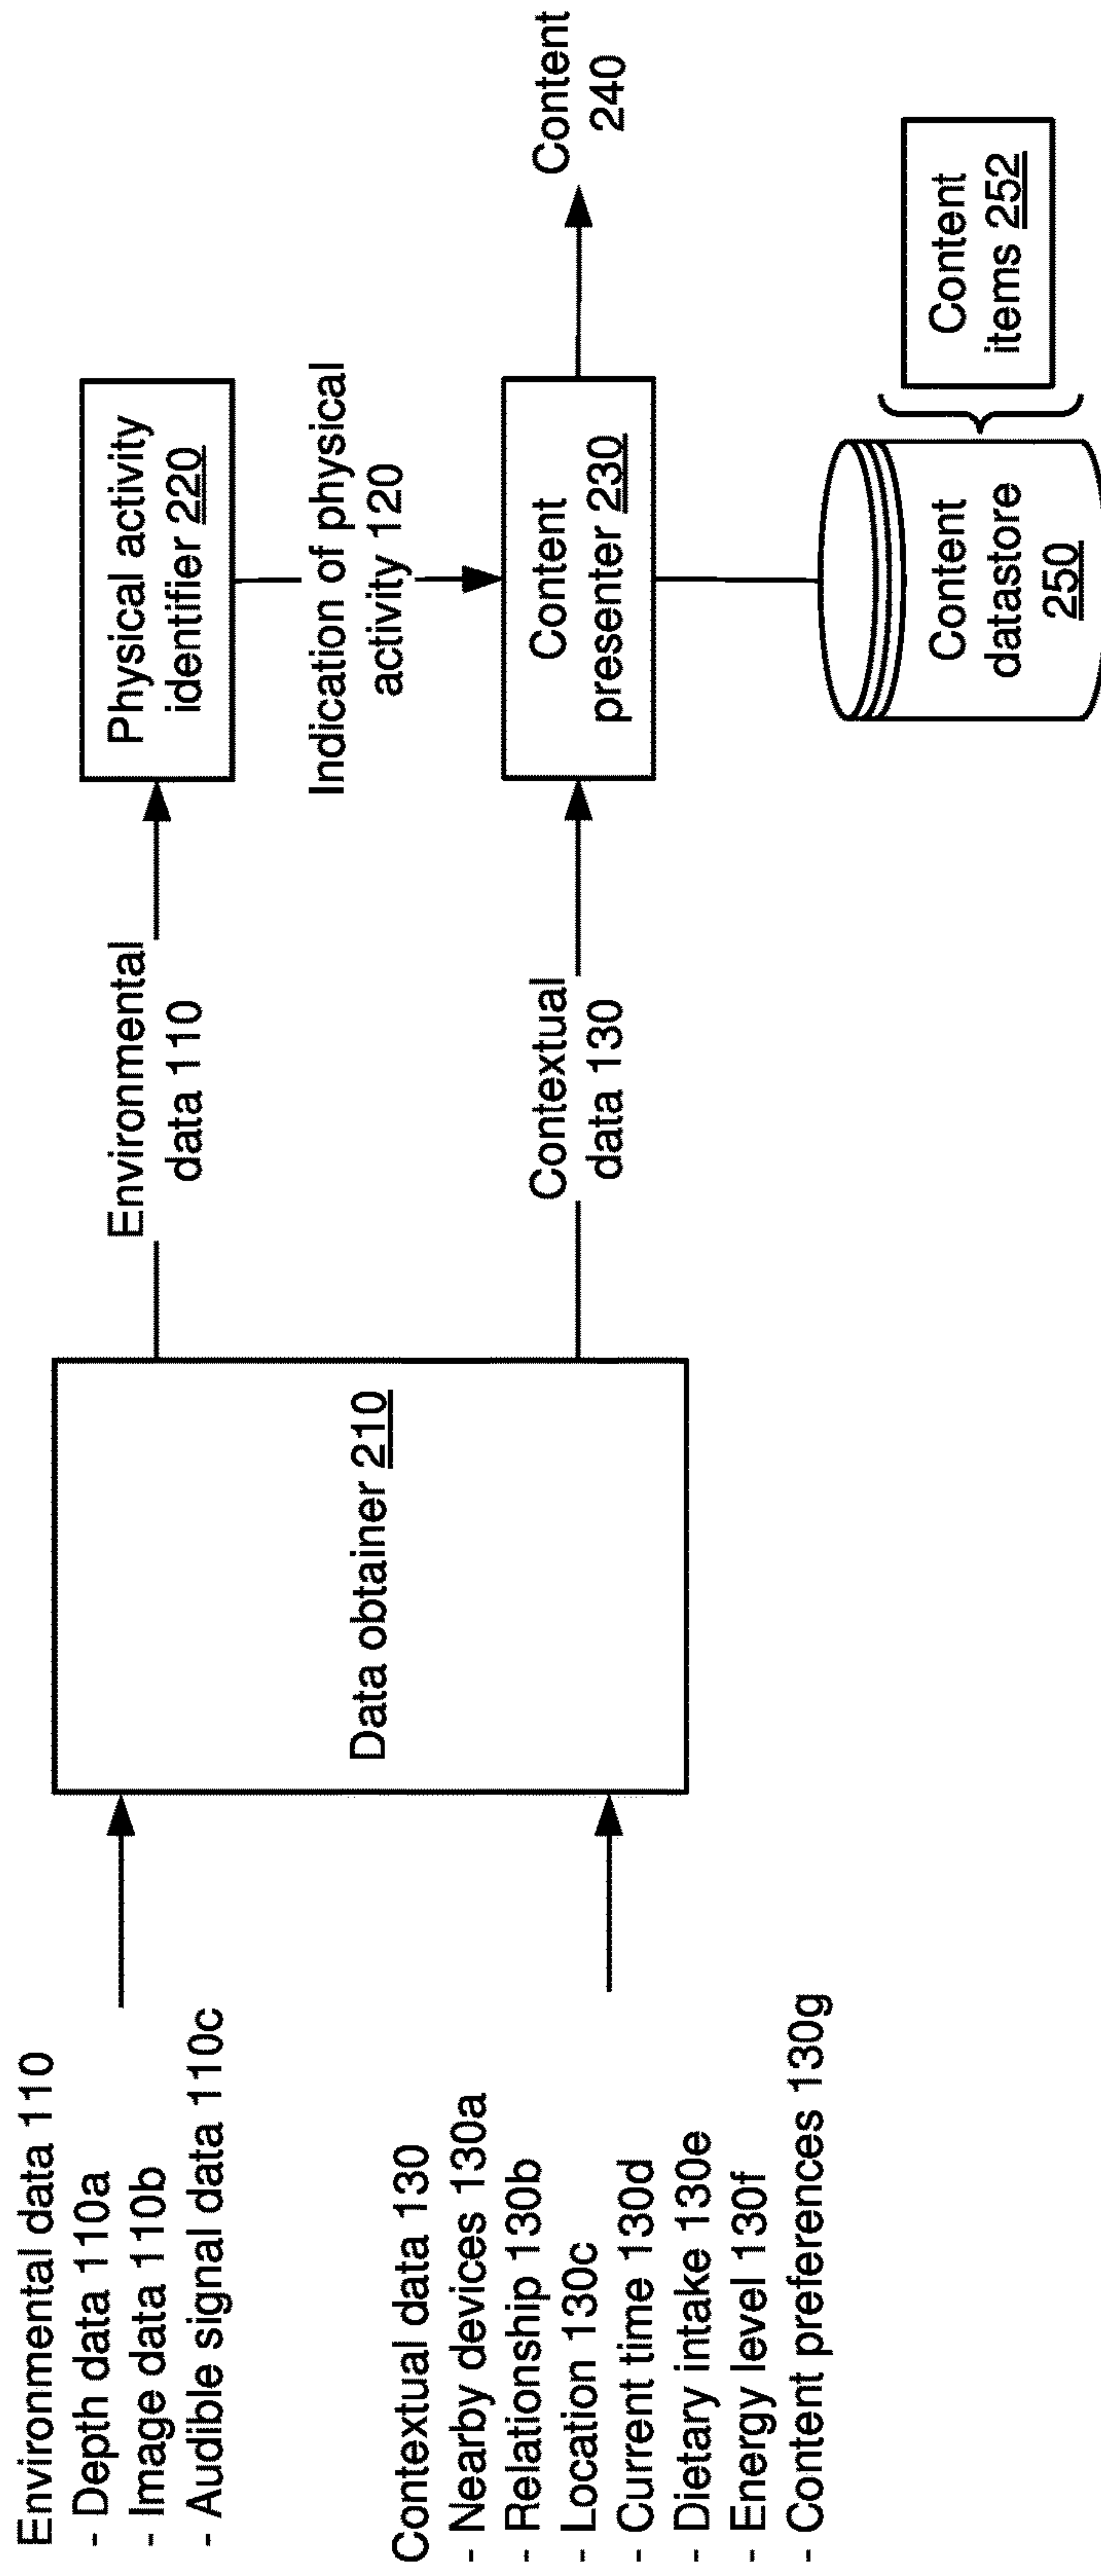 Environmental data 110
- Depth data 110a
- Image data 110b
- Audible signal data 110c
Contextual data 130
- Nearby devices 130a
- Relationship 130b
- Location 130c
- Current time 130d
- Dietary intake 130e
- Energy level 130f
- Content preferences 130g
Data obtainer 210
Environmental
data 110
Contextual
data 130
Physical activity
identifier 220
Indication of physical
activity 120
Content
presenter 230
Content
240
Content
datastore
250
Content
items 252